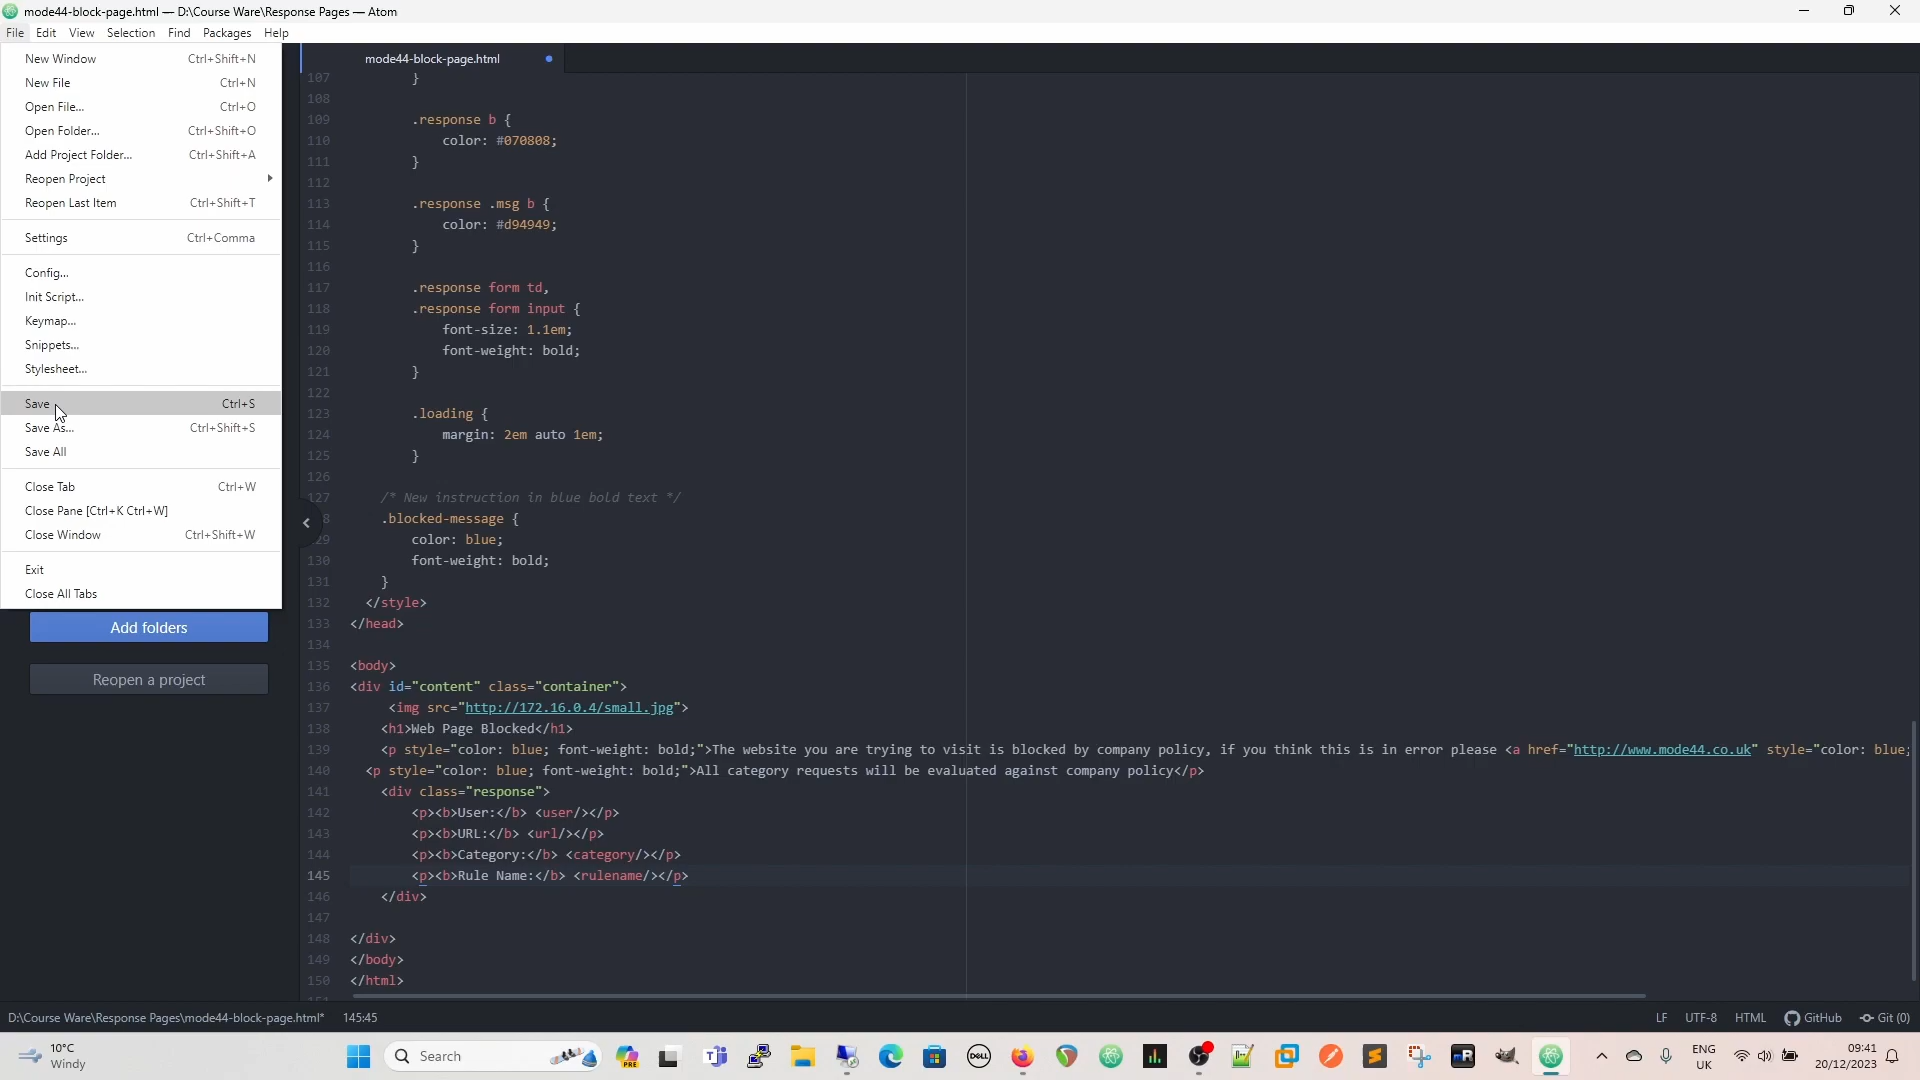 mode44-block-page.html — D:\Course Ware\Response Pages — Atom
File Edit View Selection Find Packages Help
New Window Ctrl+Shift+N
New File Ctrl+N
Open File... Ctrl+O
Open Folder... Ctrl+Shift+O
Add Project Folder... Ctrl+Shift+A
Reopen Project
Reopen Last Item Ctrl+Shift+T
Settings Ctrl+Comma
Config...
Init Script...
Keymap...
Snippets...
Stylesheet...
Save Ctrl+S
Save As... Ctrl+Shift+S
Save All
Close Tab Ctrl+W
Close Pane [Ctrl+K Ctrl+W]
Close Window Ctrl+Shift+W
Exit
Close All Tabs
Add folders
Reopen a project
mode44-block-page.html
107 }
108
109 .response b {
110 color: #070808;
111 }
112
113 .response .msg b {
114 color: #d94949;
115 }
116
117 .response form td,
118 .response form input {
119 font-size: 1.1em;
120 font-weight: bold;
121 }
122
123 .loading {
124 margin: 2em auto 1em;
125 }
126
127 /* New instruction in blue bold text */
8 .blocked-message {
29 color: blue;
130 font-weight: bold;
131 }
132 </style>
133 </head>
134
135 <body>
136 <div id="content" class="container">
137 <img src="http://172.16.0.4/small.jpg">
138 <h1>Web Page Blocked</h1>
139 <p style="color: blue; font-weight: bold;">The website you are trying to visit is blocked by company policy, if you think this is in error please <a href="http://www.mode44.co.uk" style="color: blue;
140 <p style="color: blue; font-weight: bold;">All category requests will be evaluated against company policy</p>
141 <div class="response">
142 <p><b>User:</b> <user/></p>
143 <p><b>URL:</b> <url/></p>
144 <p><b>Category:</b> <category/></p>
145 <p><b>Rule Name:</b> <rulename/></p>
146 </div>
147
148 </div>
149 </body>
150 </html>
151
D:\Course Ware\Response Pages\mode44-block-page.html* 145:45 LF UTF-8 HTML GitHub Git (0)
10°C
Windy
Search
PRE
DELL
ENG
UK
09:41
20/12/2023